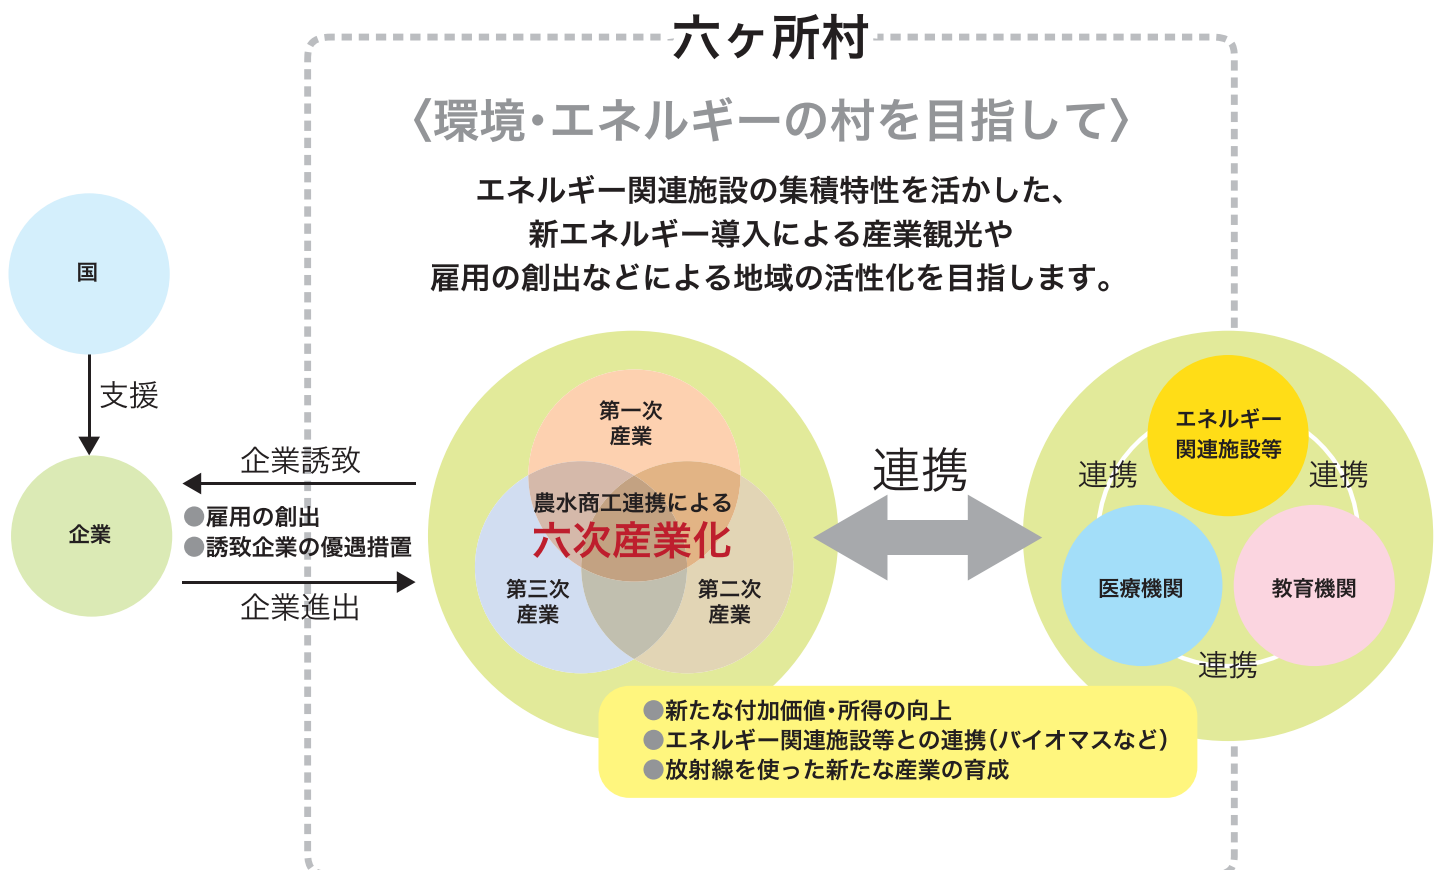 六ヶ所村
〈環境・エネルギーの村を目指して〉
エネルギー関連施設の集積特性を活かした、
新エネルギー導入による産業観光や
雇用の創出などによる地域の活性化を目指します。
国
支援
企業
企業誘致
●雇用の創出
●誘致企業の優遇措置
企業進出
第一次
産業
農水商工連携による
六次産業化
第三次
産業
第二次
産業
連携
エネルギー
関連施設等
連携
連携
医療機関
教育機関
連携
●新たな付加価値・所得の向上
●エネルギー関連施設等との連携(バイオマスなど)
●放射線を使った新たな産業の育成